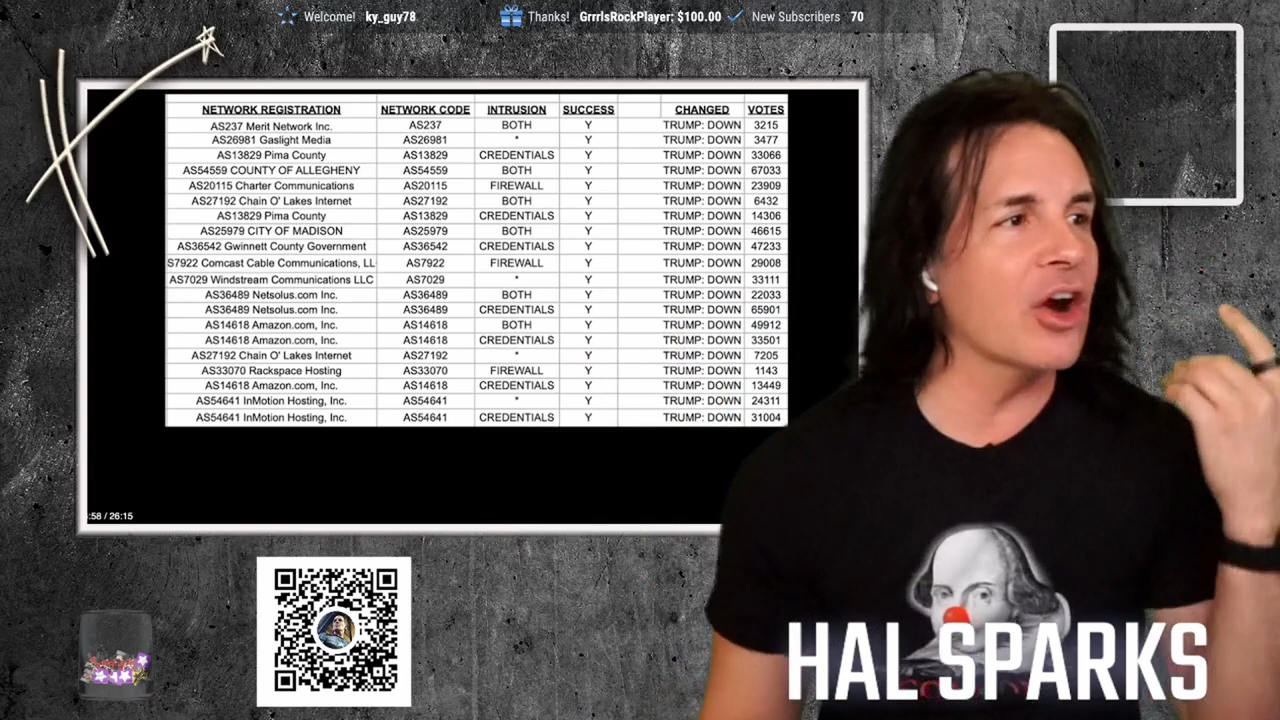 Welcome! ky_guy78 Thanks! GrrrlsRockPlayer: $100.00 New Subscribers 70
NETWORK REGISTRATION NETWORK CODE INTRUSION SUCCESS CHANGED VOTES
AS237 Merit Network Inc. AS237 BOTH Y TRUMP: DOWN 3215
AS26981 Gaslight Media AS26981 * Y TRUMP: DOWN 3477
AS13829 Pima County AS13829 CREDENTIALS Y TRUMP: DOWN 33066
AS54559 COUNTY OF ALLEGHENY AS54559 BOTH Y TRUMP: DOWN 67033
AS20115 Charter Communications AS20115 FIREWALL Y TRUMP: DOWN 23909
AS27192 Chain O' Lakes Internet AS27192 BOTH Y TRUMP: DOWN 6432
AS13829 Pima County AS13829 CREDENTIALS Y TRUMP: DOWN 14306
AS25979 CITY OF MADISON AS25979 BOTH Y TRUMP: DOWN 46615
AS36542 Gwinnett County Government AS36542 CREDENTIALS Y TRUMP: DOWN 47233
S7922 Comcast Cable Communications, LL AS7922 FIREWALL Y TRUMP: DOWN 29008
AS7029 Windstream Communications LLC AS7029 * Y TRUMP: DOWN 33111
AS36489 Netsolus.com Inc. AS36489 BOTH Y TRUMP: DOWN 22033
AS36489 Netsolus.com Inc. AS36489 CREDENTIALS Y TRUMP: DOWN 65901
AS14618 Amazon.com, Inc. AS14618 BOTH Y TRUMP: DOWN 49912
AS14618 Amazon.com, Inc. AS14618 CREDENTIALS Y TRUMP: DOWN 33501
AS27192 Chain O' Lakes Internet AS27192 * Y TRUMP: DOWN 7205
AS33070 Rackspace Hosting AS33070 FIREWALL Y TRUMP: DOWN 1143
AS14618 Amazon.com, Inc. AS14618 CREDENTIALS Y TRUMP: DOWN 13449
AS54641 InMotion Hosting, Inc. AS54641 * Y TRUMP: DOWN 24311
AS54641 InMotion Hosting, Inc. AS54641 CREDENTIALS Y TRUMP: DOWN 31004
:58 / 26:15
HAL SPARKS